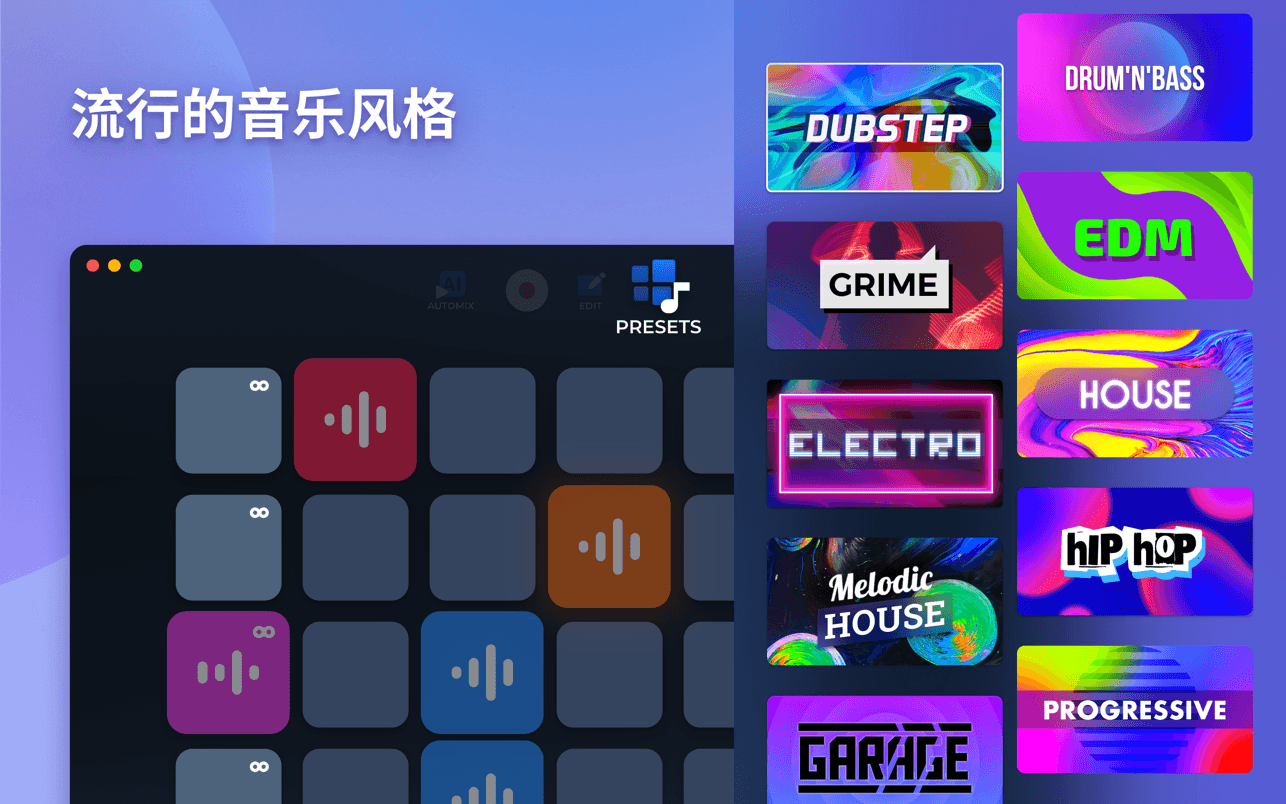 流行的音乐风格
AI
AUTOMIX
EDIT
PRESETS
∞
∞
∞
∞
DUBSTEP
GRIME
ELECTRO
Melodic
HOUSE
GARAGE
DRUM'N'BASS
EDM
HOUSE
hIP hOP
PROGRESSIVE